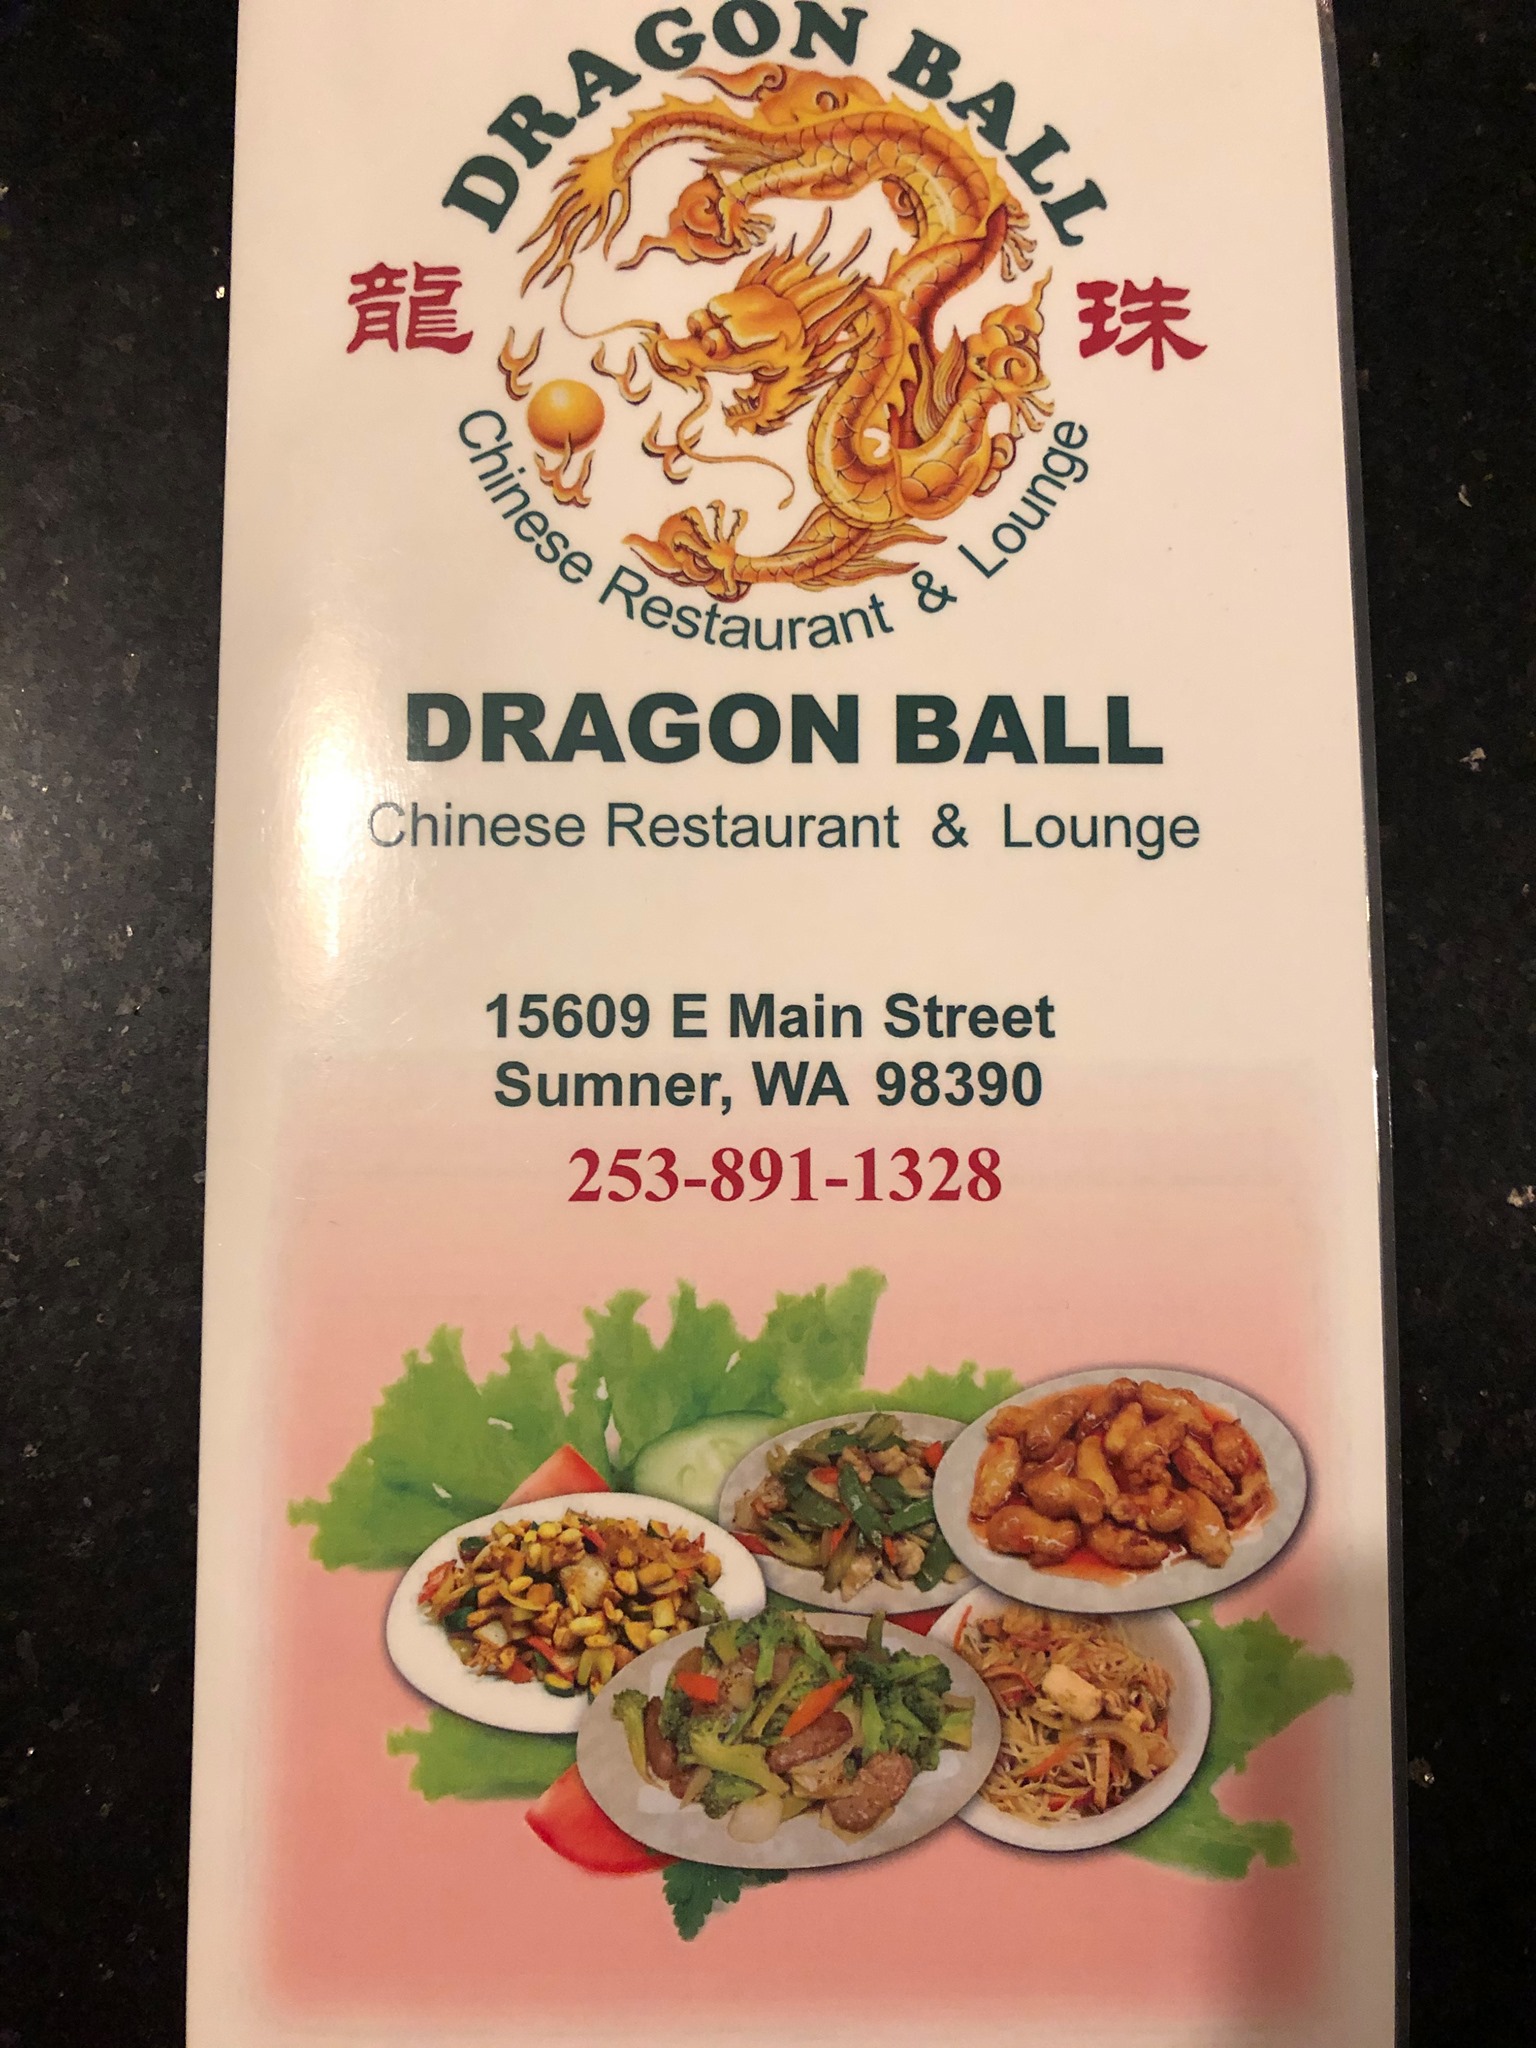 DRAGON BALL
龍 珠
Chinese Restaurant & Lounge
DRAGON BALL
Chinese Restaurant & Lounge
15609 E Main Street
Sumner, WA 98390
253-891-1328